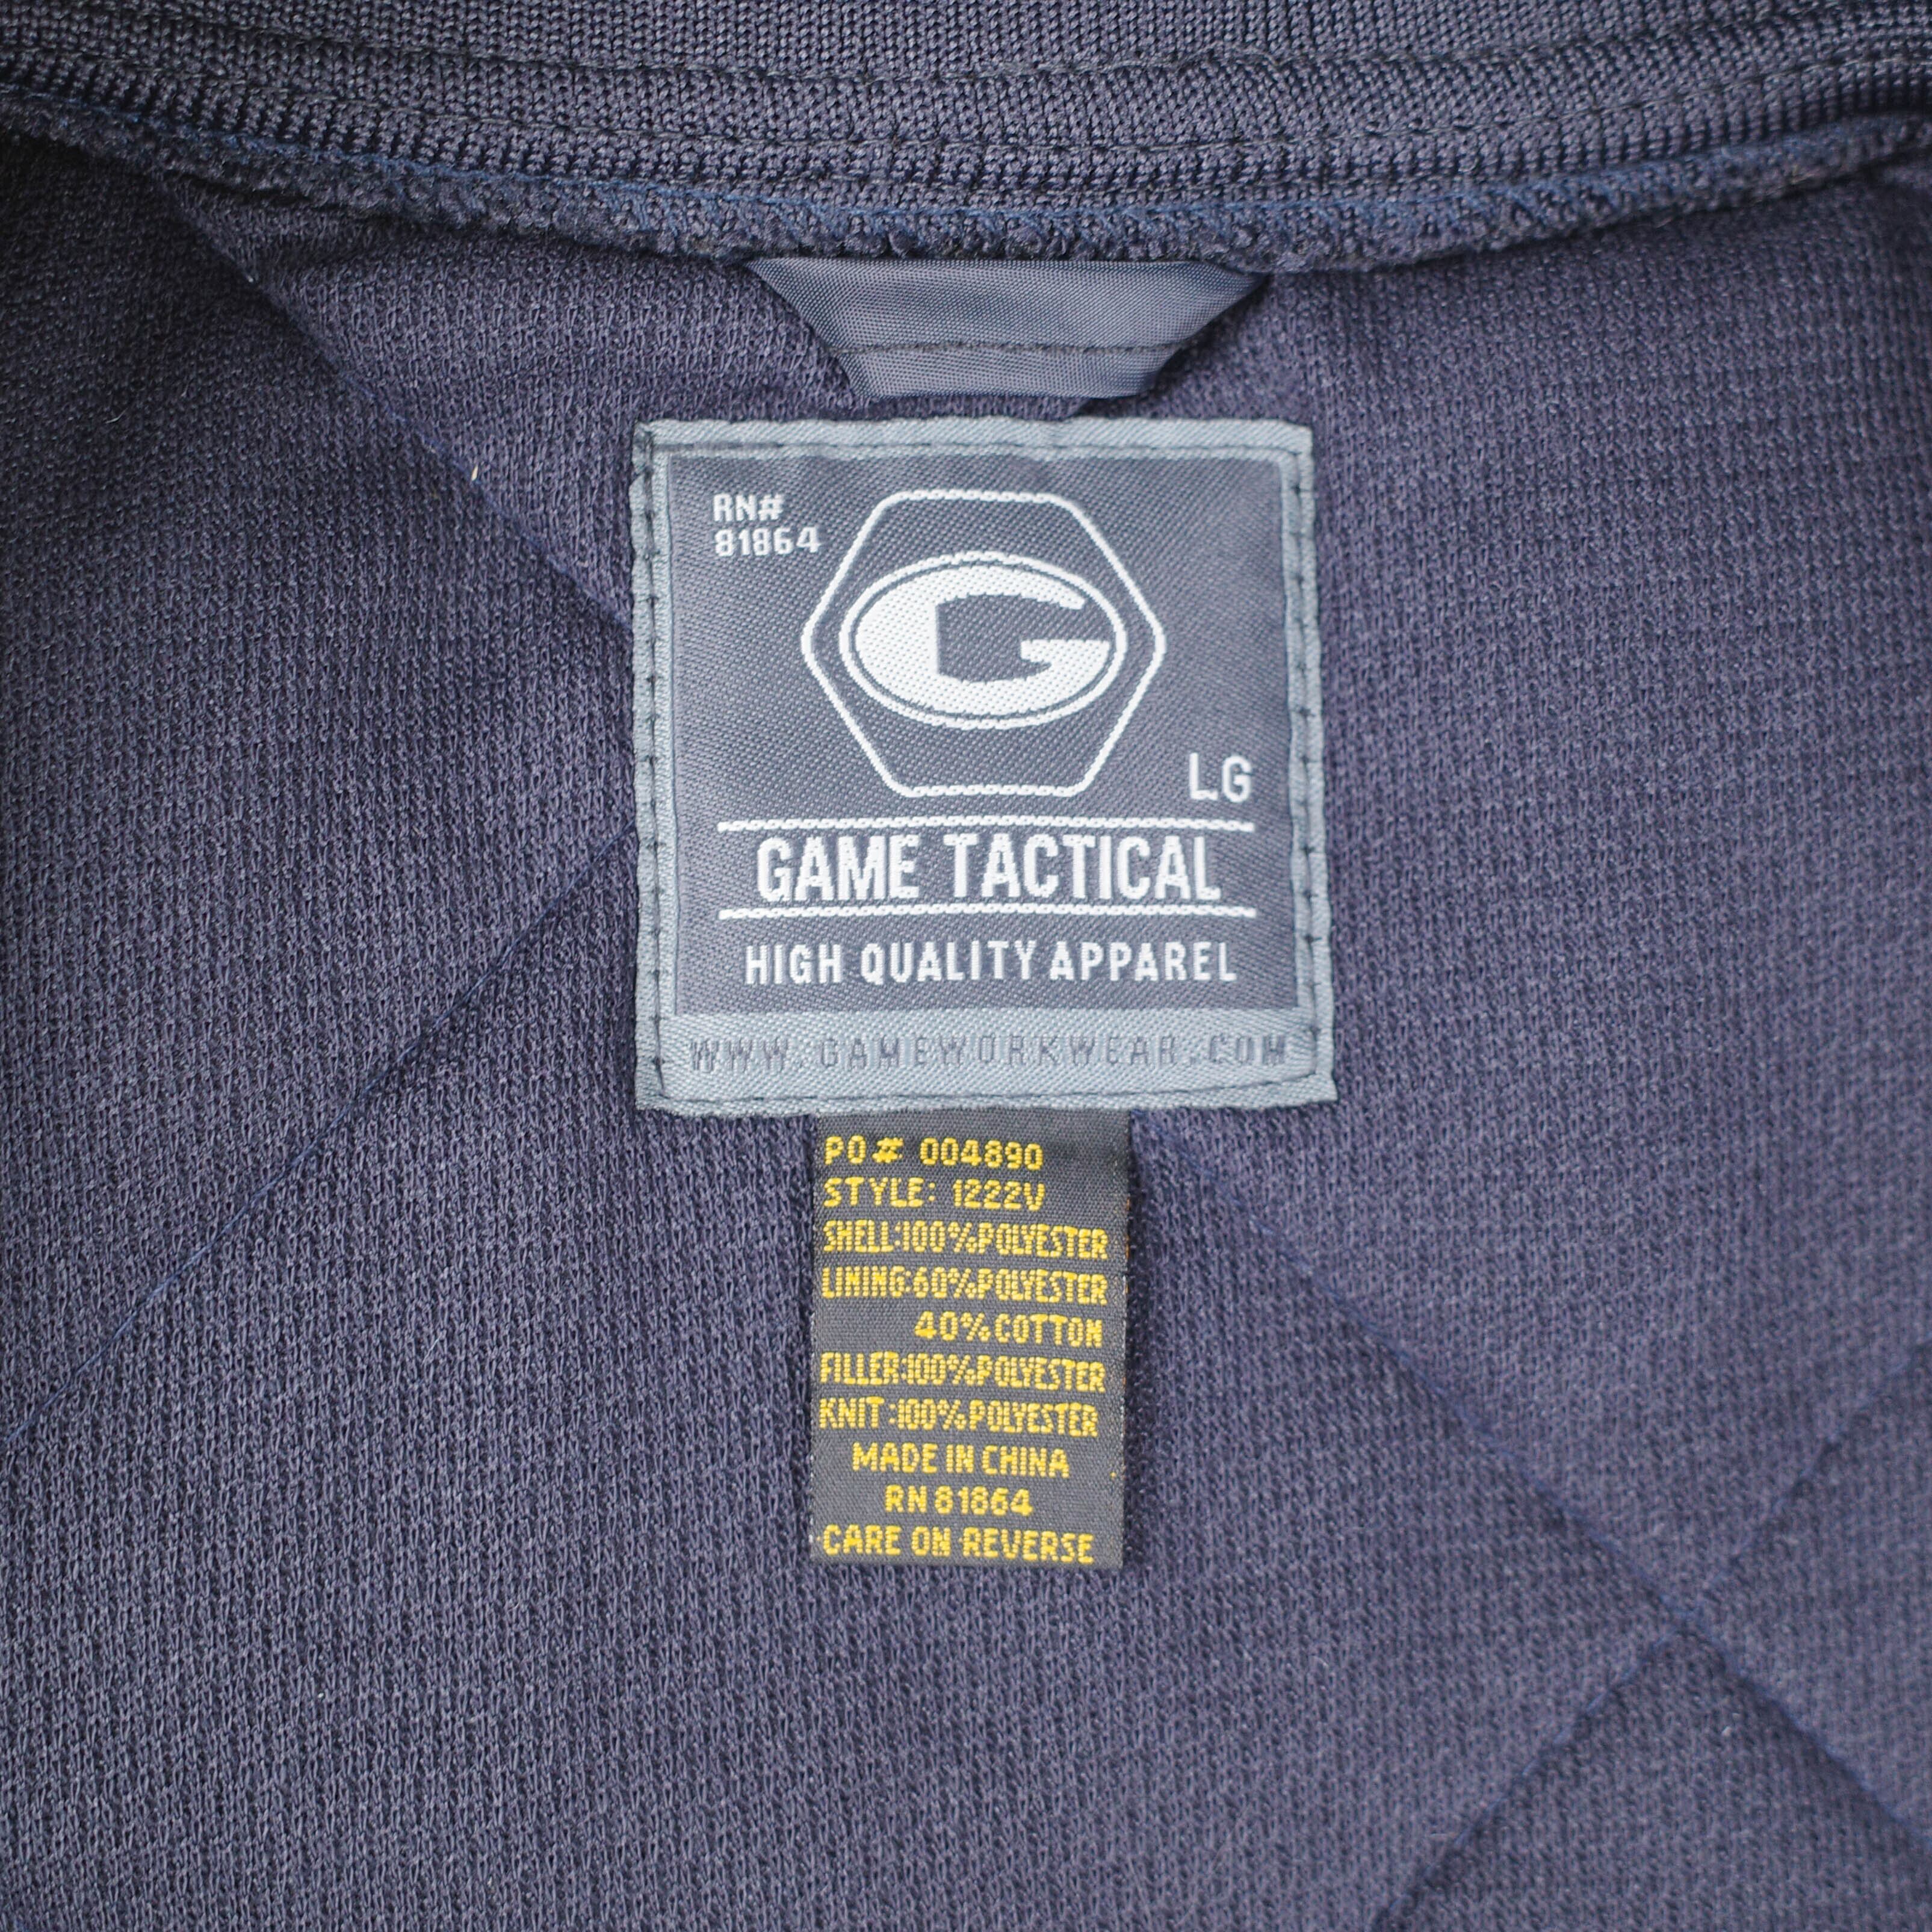 RN#
81864
G
LG
GAME TACTICAL
HIGH QUALITY APPAREL
WWW.GAMEWORKWEAR.COM
PO# 004890
STYLE: 1222V
SHELL:100%POLYESTER
LINING:60%POLYESTER
40%COTTON
FILLER:100%POLYESTER
KNIT:100%POLYESTER
MADE IN CHINA
RN 81864
CARE ON REVERSE